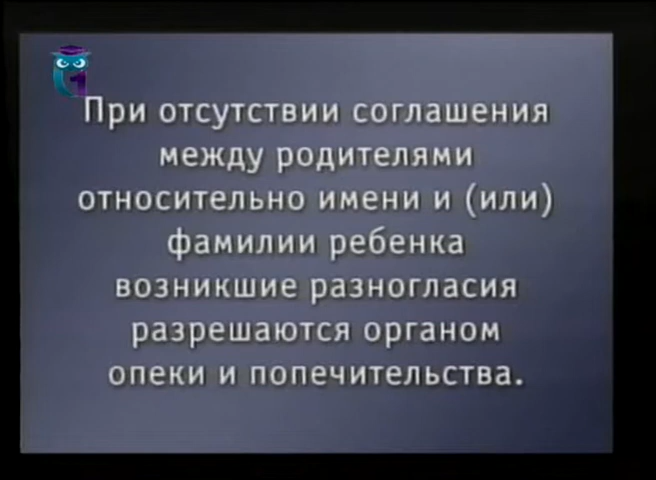 При отсутствии соглашения
между родителями
относительно имени и (или)
фамилии ребенка
возникшие разногласия
разрешаются органом
опеки и попечительства.